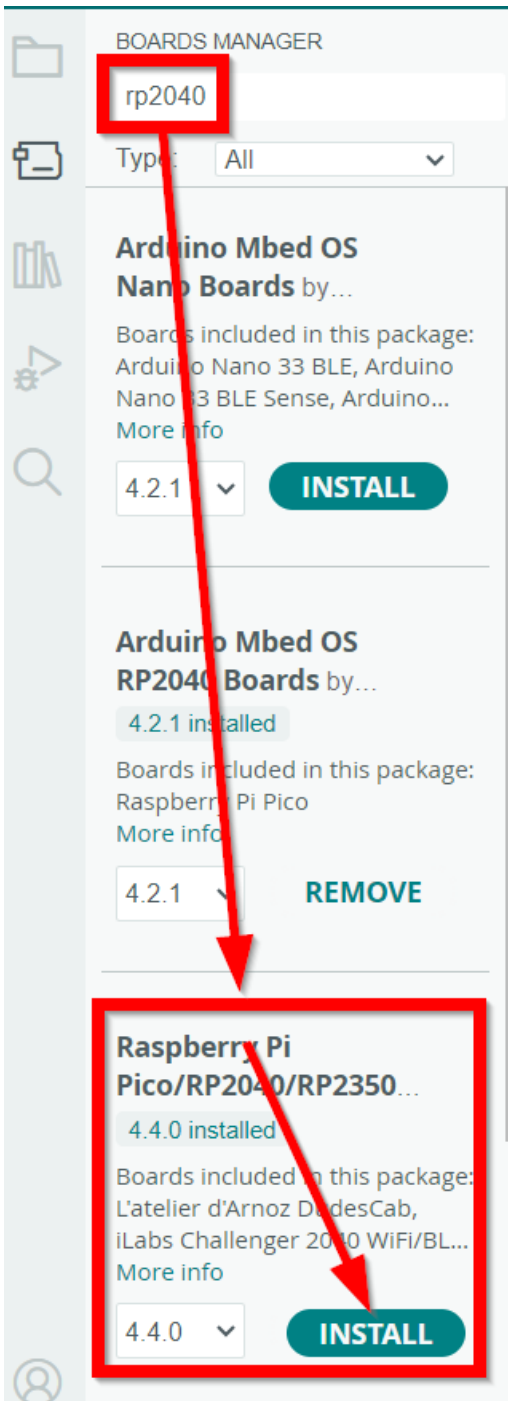 BOARDS MANAGER
rp2040
Type: All
Arduino Mbed OS
Nano Boards by...
Boards included in this package:
Arduino Nano 33 BLE, Arduino
Nano 33 BLE Sense, Arduino...
More info
4.2.1 INSTALL
Arduino Mbed OS
RP2040 Boards by...
4.2.1 installed
Boards included in this package:
Raspberry Pi Pico
More info
4.2.1 REMOVE
Raspberry Pi
Pico/RP2040/RP2350...
4.4.0 installed
Boards included in this package:
L'atelier d'Arnoz DudesCab,
iLabs Challenger 2040 WiFi/BL...
More info
4.4.0 INSTALL